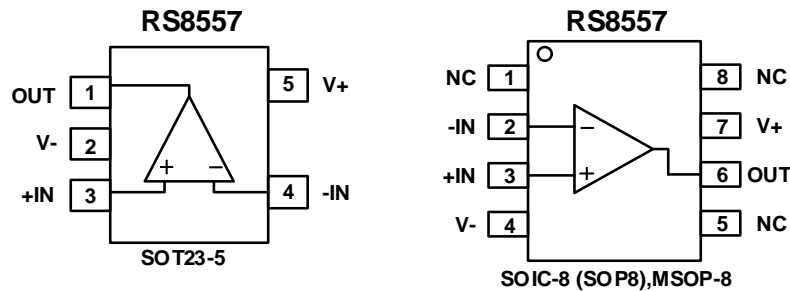 RS8557
OUT 1
5 V+
V- 2
+IN 3
+ −
4 -IN
SOT23-5
RS8557
NC 1
8 NC
-IN 2
−
7 V+
+IN 3
+
6 OUT
V- 4
5 NC
SOIC-8 (SOP8),MSOP-8